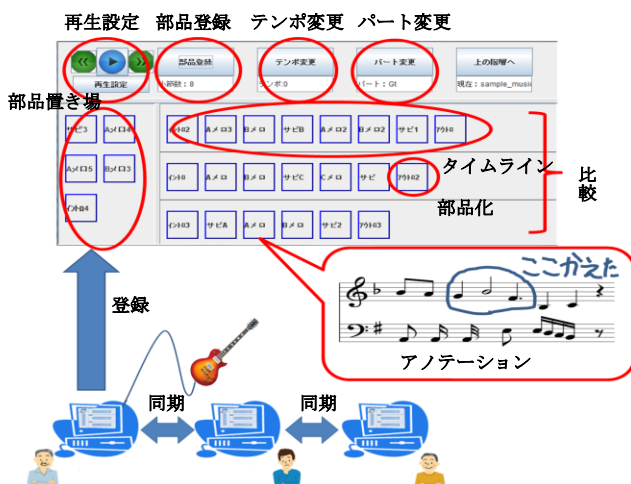 再生設定 部品登録 テンポ変更 パート変更
部品登録 テンポ変更 パート変更 上の階層へ
再生設定 小節数：8 テンポ:0 パート：Gt 現在：sample_musi
部品置き場
サビ3 Aメロ4 イントロ2 Aメロ3 Bメロ サビB Aメロ2 Bメロ2 サビ1 アウトロ
Aメロ5 Bメロ3 イントロ Aメロ Bメロ サビC Cメロ サビ アウトロ2
タイムライン
比較
部品化
イントロ4 イントロ3 サビA Aメロ Bメロ サビ2 アウトロ3
ここかえた
アノテーション
登録
同期 同期